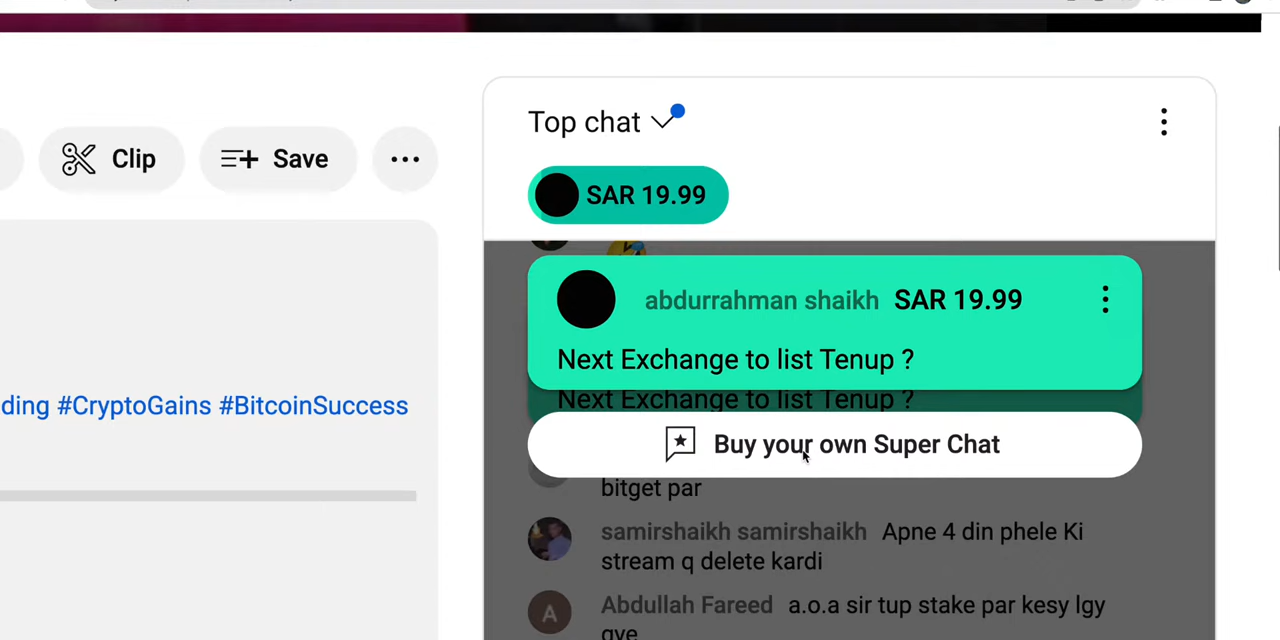 Top chat
Clip
Save
SAR 19.99
abdurrahman shaikh SAR 19.99
Next Exchange to list Tenup ?
Next Exchange to list Tenup ?
ding #CryptoGains #BitcoinSuccess
Buy your own Super Chat
bitget par
samirshaikh samirshaikh Apne 4 din phele Ki
stream q delete kardi
A Abdullah Fareed a.o.a sir tup stake par kesy lgy